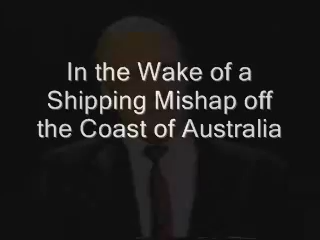 In the Wake of a
Shipping Mishap off
the Coast of Australia